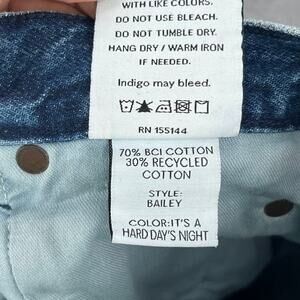 WITH LIKE COLORS.
DO NOT USE BLEACH.
DO NOT TUMBLE DRY.
HANG DRY / WARM IRON
IF NEEDED.
Indigo may bleed.
RN 155144
70% BCI COTTON
30% RECYCLED
COTTON
STYLE:
BAILEY
COLOR:IT'S A
HARD DAY'S NIGHT